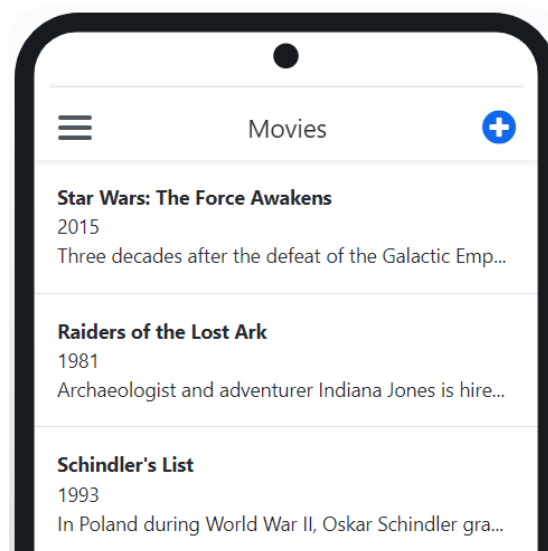 Movies
Star Wars: The Force Awakens
2015
Three decades after the defeat of the Galactic Emp...
Raiders of the Lost Ark
1981
Archaeologist and adventurer Indiana Jones is hire...
Schindler's List
1993
In Poland during World War II, Oskar Schindler gra...